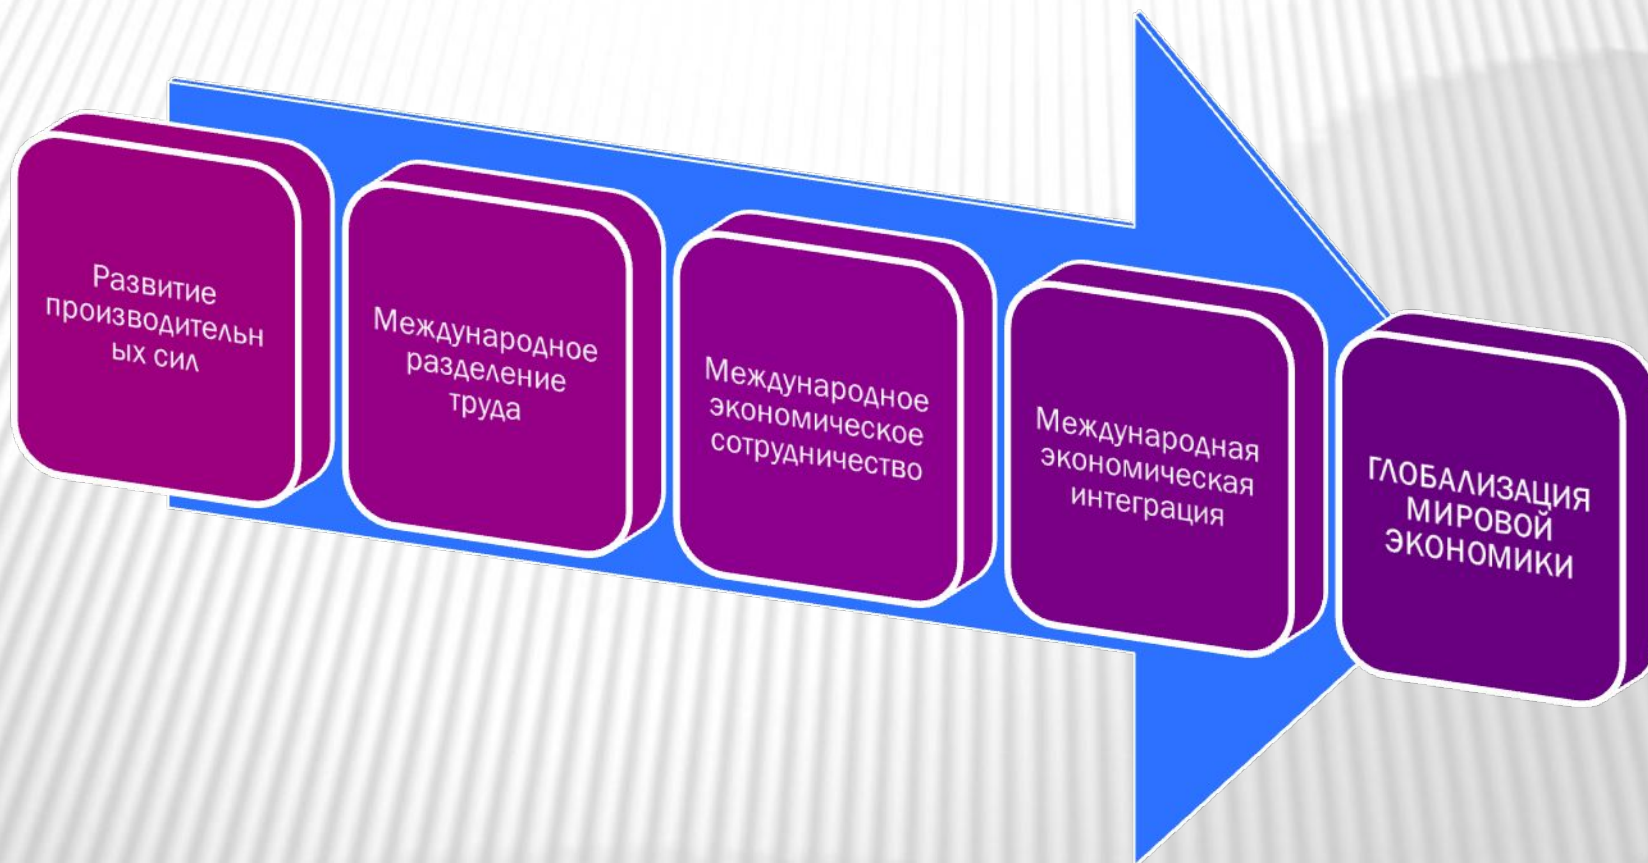 Развитие
производительн
ых сил
Международное
разделение
труда
Международное
экономическое
сотрудничество
Международная
экономическая
интеграция
ГЛОБАЛИЗАЦИЯ
МИРОВОЙ
ЭКОНОМИКИ